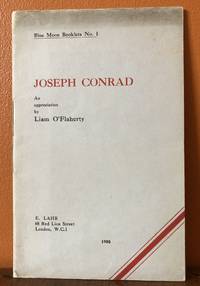 Blue Moon Booklets No. 1
JOSEPH CONRAD
An
appreciation
by
Liam O'Flaherty
E. LAHR
68 Red Lion Street
London, W.C.1
1930